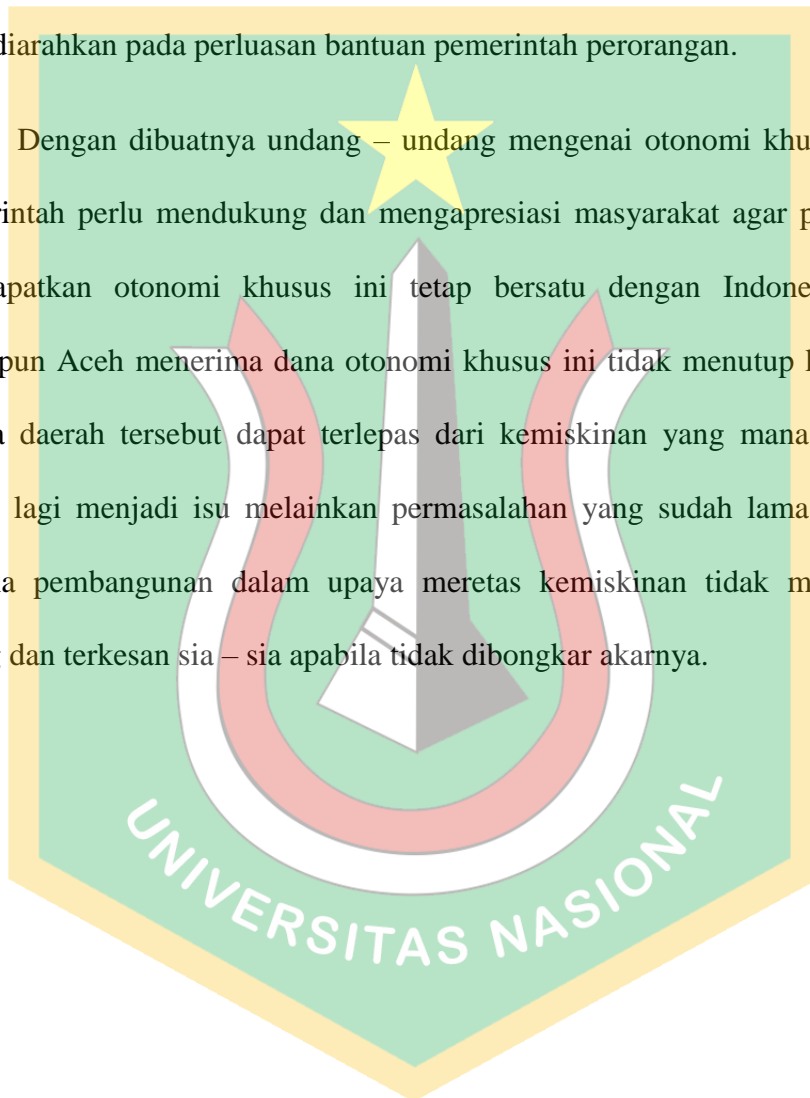 diarahkan pada perluasan bantuan pemerintah perorangan.
Dengan dibuatnya undang – undang mengenai otonomi khu
rintah perlu mendukung dan mengapresiasi masyarakat agar p
apatkan otonomi khusus ini tetap bersatu dengan Indone
pun Aceh menerima dana otonomi khusus ini tidak menutup
a daerah tersebut dapat terlepas dari kemiskinan yang mana
lagi menjadi isu melainkan permasalahan yang sudah lama
a pembangunan dalam upaya meretas kemiskinan tidak m
dan terkesan sia – sia apabila tidak dibongkar akarnya.
UNIVERSITAS NASIONAL